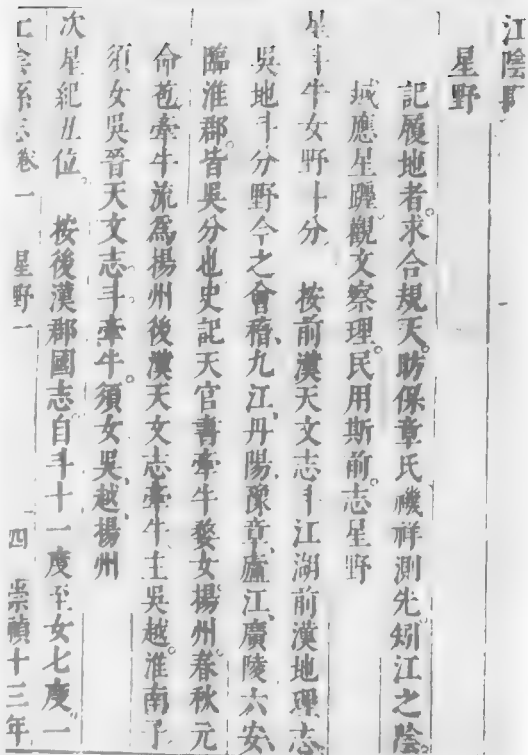 江陰縣
星野
記履地者求合規天昉保章氏禨祥測先矧江之陰
域應星躔觀文察理民用斯前志星野
星斗牛女野十分 按前漢天文志斗江湖前漢地理志
吳地斗分野今之會稽九江丹陽豫章廬江廣陵六安
臨淮郡皆吳分也史記天官書牽牛婺女揚州春秋元
命苞牽牛流爲揚州後漢天文志牽牛主吳越淮南子
須女吳晉天文志斗牽牛須女吳越揚州
次星紀丑位 按後漢郡國志自斗十一度至女七度一
江陰縣志卷一 星野一 四 崇禎十三年